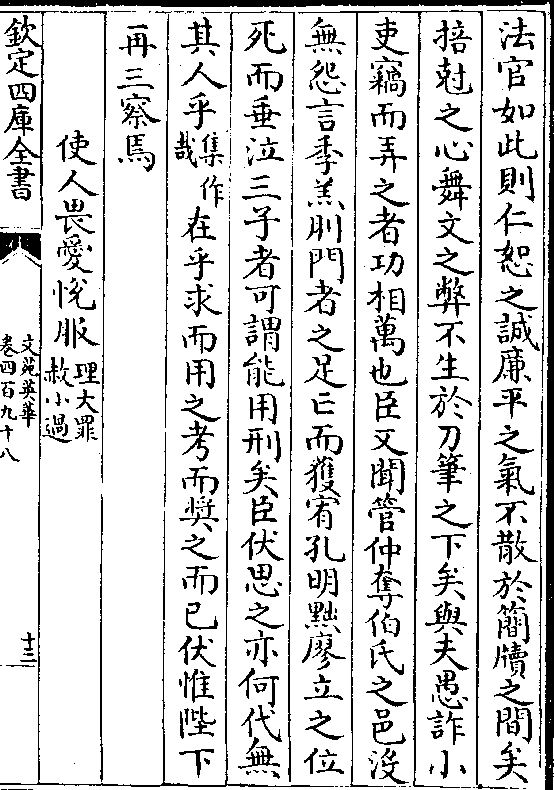 法官如此則仁恕之誠廉平之氣不散於簡牘之間矣
掊尅之心舞文之弊不生於刀筆之下矣與夫愚詐小
吏竊而弄之者功相萬也臣又聞管仲奪伯氏之邑沒
無怨言季羔刖門者之足亡而獲宥孔明黜廖立之位
死而垂泣三子者可謂能用刑矣臣伏思之亦何代無
其人乎集作哉在乎求而用之考而奬之而已伏惟陛下
再三察焉
使人畏愛悅服理大罪赦小過
欽定四庫全書
文苑英華
卷四百九十八
十三